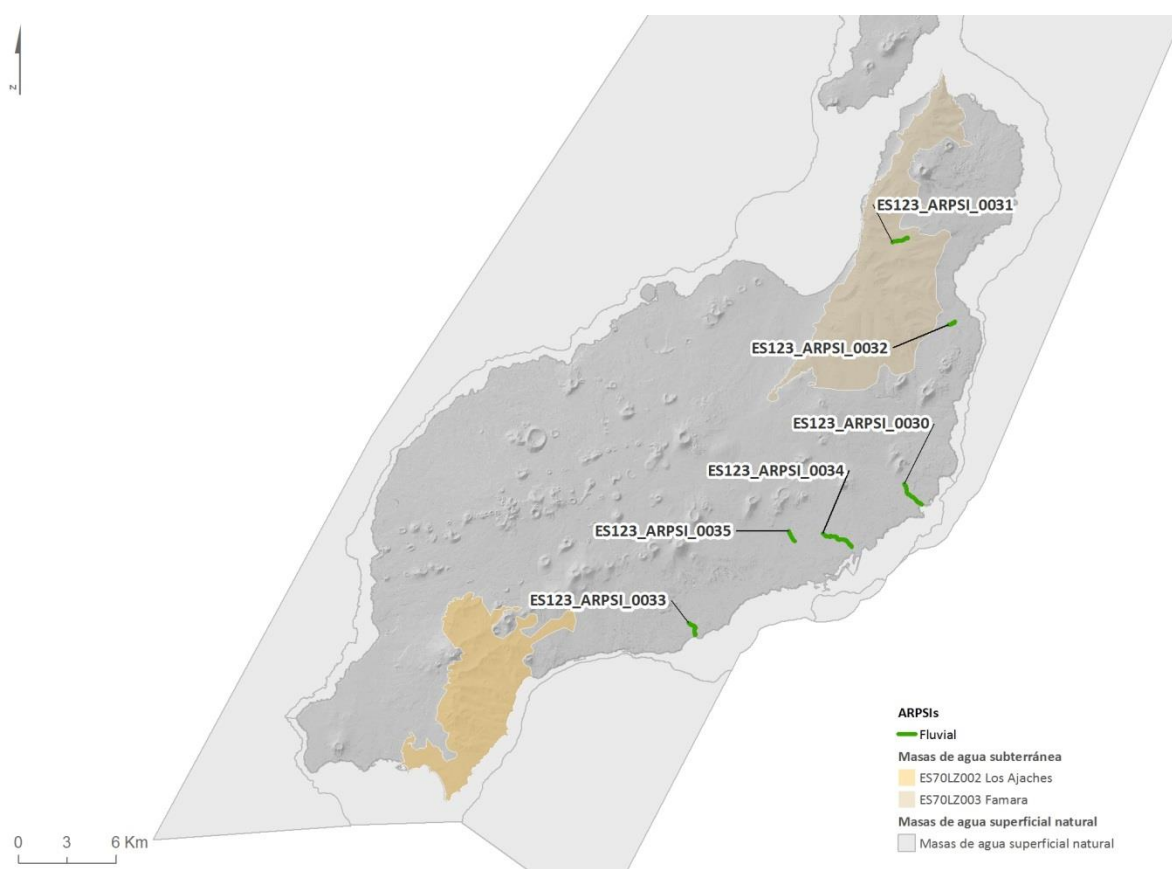 z
ES123_ARPSI_0031
ES123_ARPSI_0032
ES123_ARPSI_0030
ES123_ARPSI_0034
ES123_ARPSI_0035
ES123_ARPSI_0033
ARPSIs
Fluvial
Masas de agua subterránea
ES70LZ002 Los Ajaches
ES70LZ003 Famara
Masas de agua superficial natural
Masas de agua superficial natural
0 3 6 Km